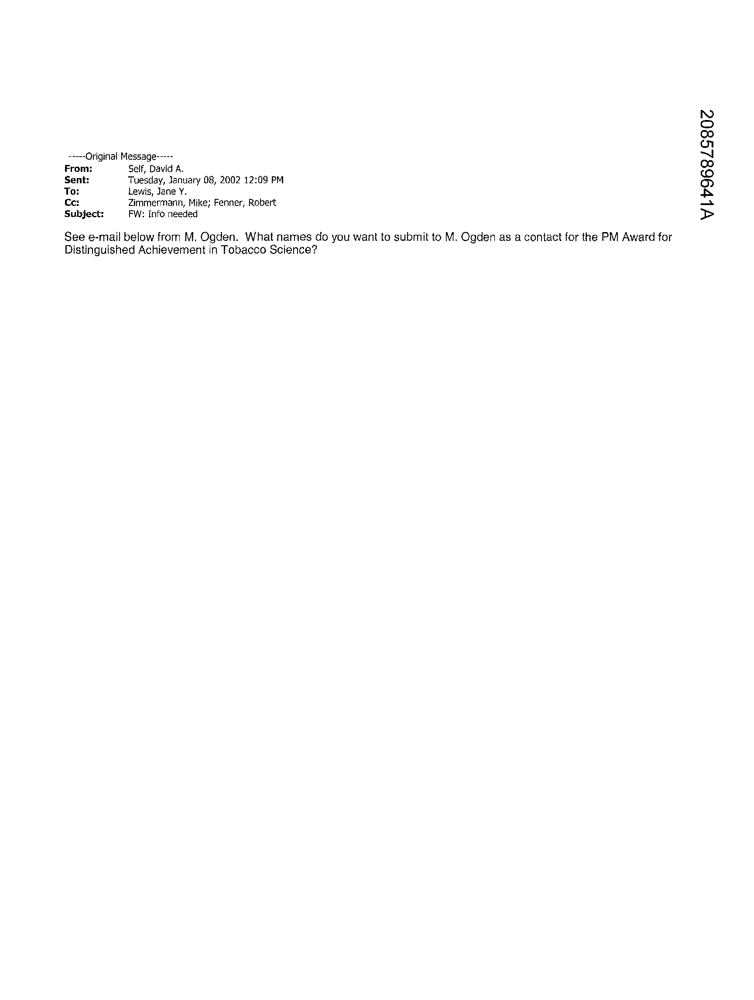 -----Original Message-----
From: Self, David A.
Sent: Tuesday, January 08, 2002 12:09 PM
To: Lewis, Jane Y.
Cc: Zimmermann, Mike; Fenner, Robert
Subject: FW: Info needed
See e-mail below from M. Ogden. What names do you want to submit to M. Ogden as a contact for the PM Award for
Distinguished Achievement in Tobacco Science?
2085789641A